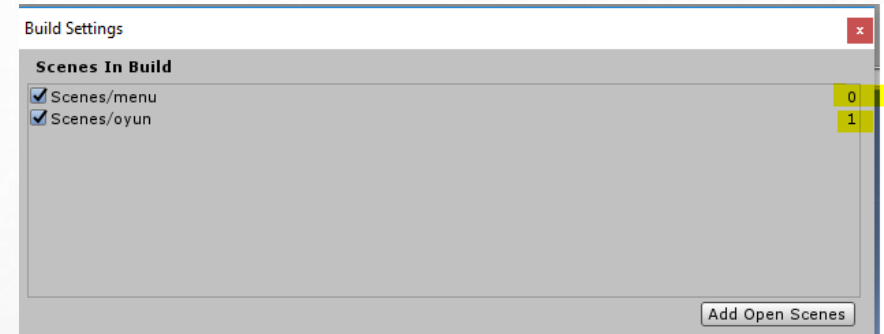 Build Settings
x
Scenes In Build
Scenes/menu 0
Scenes/oyun 1
Add Open Scenes